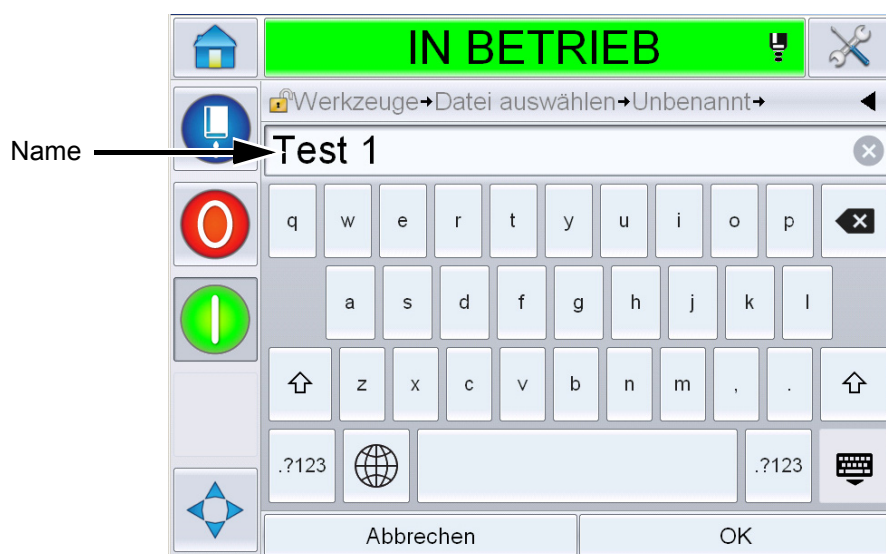 IN BETRIEB
Werkzeuge→Datei auswählen→Unbenannt→
Name
Test 1
q w e r t y u i o p
a s d f g h j k l
z x c v b n m , .
.?123 .?123
Abbrechen OK